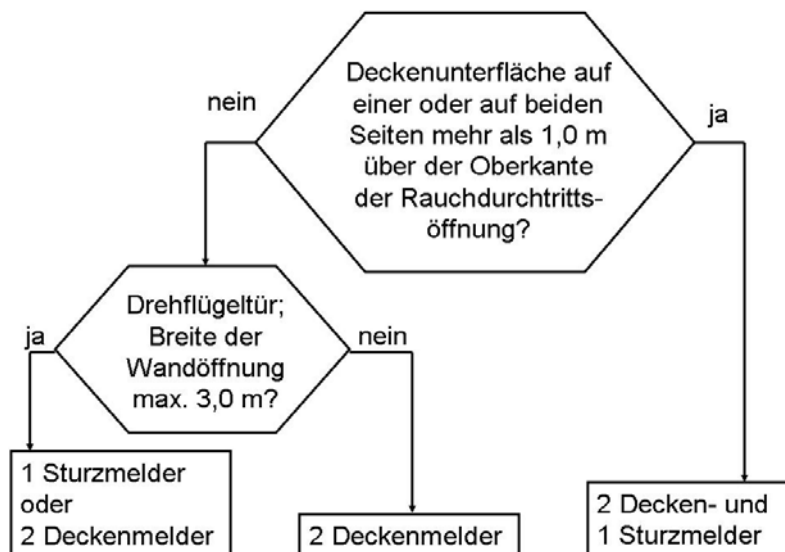 Deckenunterfläche auf
einer oder auf beiden
Seiten mehr als 1,0 m
über der Oberkante
der Rauchdurchtritts-
öffnung?
nein
ja
Drehflügeltür;
Breite der
Wandöffnung
max. 3,0 m?
ja
nein
1 Sturzmelder
oder
2 Deckenmelder
2 Deckenmelder
2 Decken- und
1 Sturzmelder